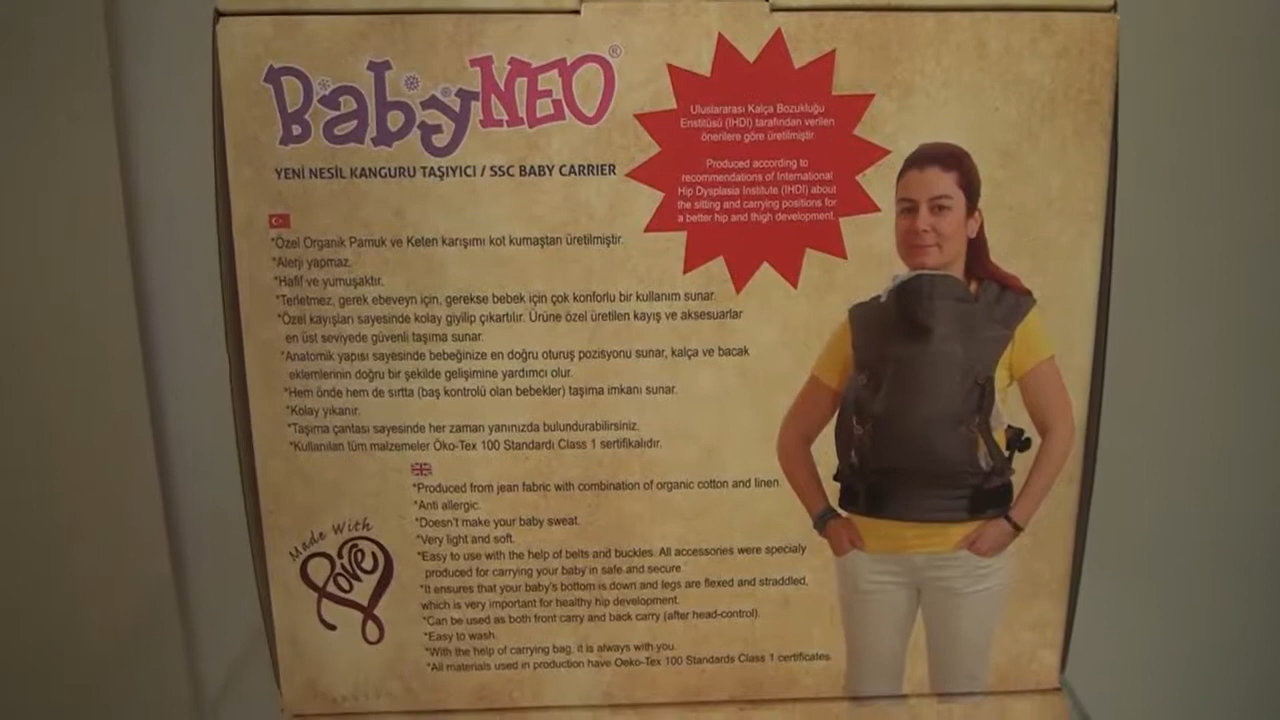 BabyNEO®
YENİ NESİL KANGURU TAŞIYICI / SSC BABY CARRIER
Uluslararası Kalça Bozukluğu
Enstitüsü (IHDI) tarafından verilen
önerilere göre üretilmiştir.
Produced according to
recommendations of International
Hip Dysplasia Institute (IHDI) about
the sitting and carrying positions for
a better hip and thigh development.
*Özel Organik Pamuk ve Keten karışımı kot kumaştan üretilmiştir.
*Alerji yapmaz.
*Hafif ve yumuşaktır.
*Terletmez, gerek ebeveyn için, gerekse bebek için çok konforlu bir kullanım sunar.
*Özel kayışları sayesinde kolay giyilip çıkartılır. Ürüne özel üretilen kayış ve aksesuarlar
en üst seviyede güvenli taşıma sunar.
*Anatomik yapısı sayesinde bebeğinize en doğru oturuş pozisyonu sunar, kalça ve bacak
eklemlerinin doğru bir şekilde gelişimine yardımcı olur.
*Hem önde hem de sırtta (baş kontrolü olan bebekler) taşıma imkanı sunar.
*Kolay yıkanır.
*Taşıma çantası sayesinde her zaman yanınızda bulundurabilirsiniz.
*Kullanılan tüm malzemeler Öko-Tex 100 Standardı Class 1 sertifikalıdır.
*Produced from jean fabric with combination of organic cotton and linen.
*Anti allergic.
*Doesn't make your baby sweat.
*Very light and soft.
*Easy to use with the help of belts and buckles. All accessories were specialy
produced for carrying your baby in safe and secure.
*It ensures that your baby's bottom is down and legs are flexed and straddled,
which is very important for healthy hip development.
*Can be used as both front carry and back carry (after head-control).
*Easy to wash.
*With the help of carrying bag, it is always with you.
*All materials used in production have Oeko-Tex 100 Standards Class 1 certificates.
Made With
Love